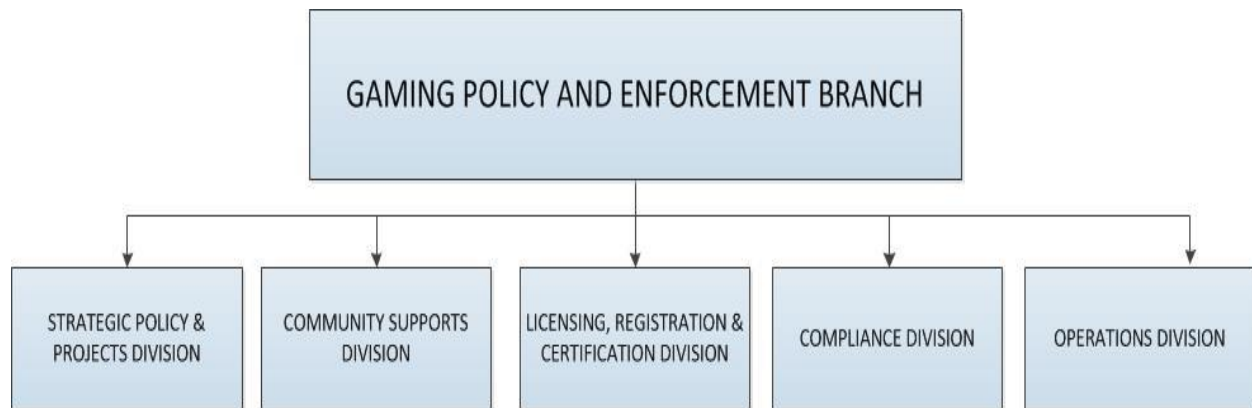 GAMING POLICY AND ENFORCEMENT BRANCH
STRATEGIC POLICY &
PROJECTS DIVISION
COMMUNITY SUPPORTS
DIVISION
LICENSING, REGISTRATION &
CERTIFICATION DIVISION
COMPLIANCE DIVISION
OPERATIONS DIVISION